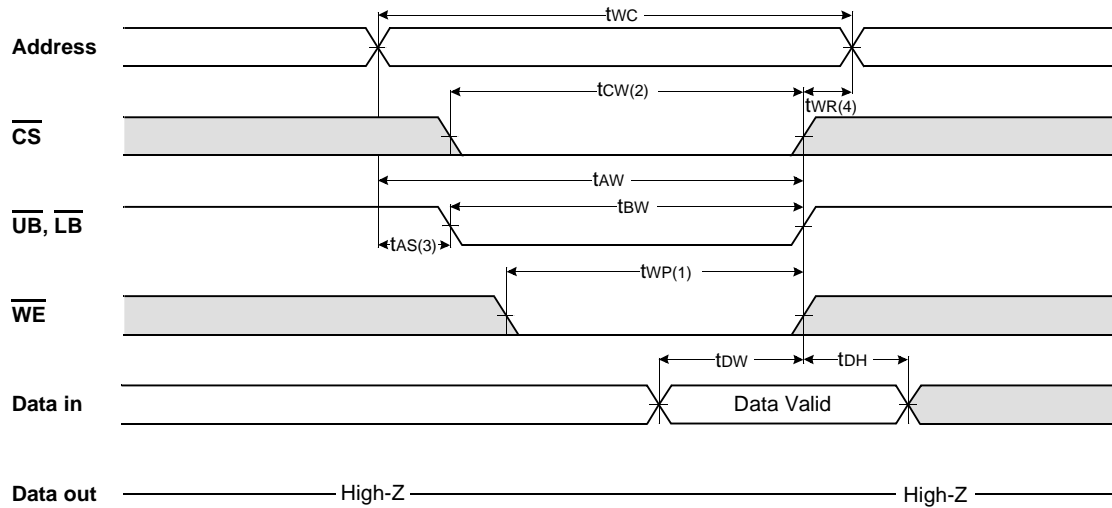 tWC
Address
tCW(2)
tWR(4)
CS
tAW
UB, LB
tBW
tAS(3)
tWP(1)
WE
tDW
tDH
Data in
Data Valid
Data out
High-Z
High-Z